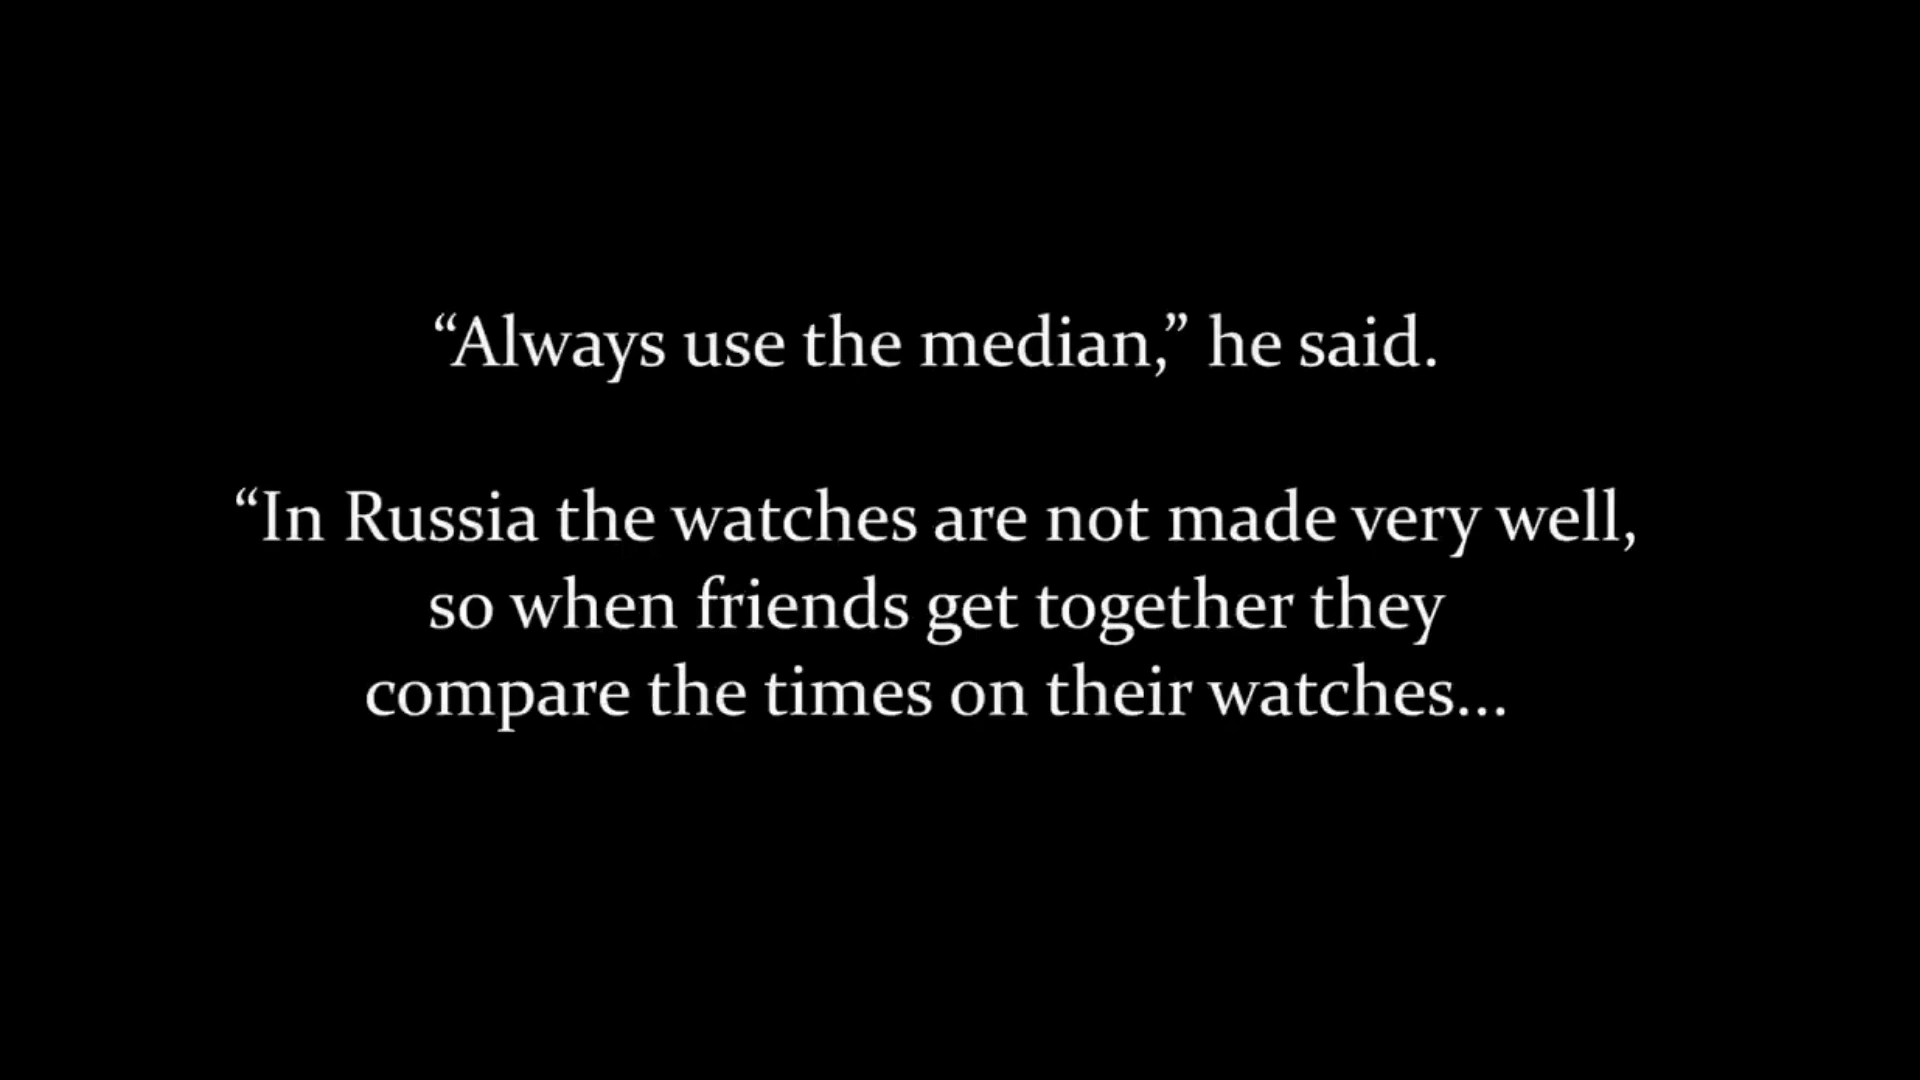 “Always use the median,” he said.
“In Russia the watches are not made very well,
so when friends get together they
compare the times on their watches...